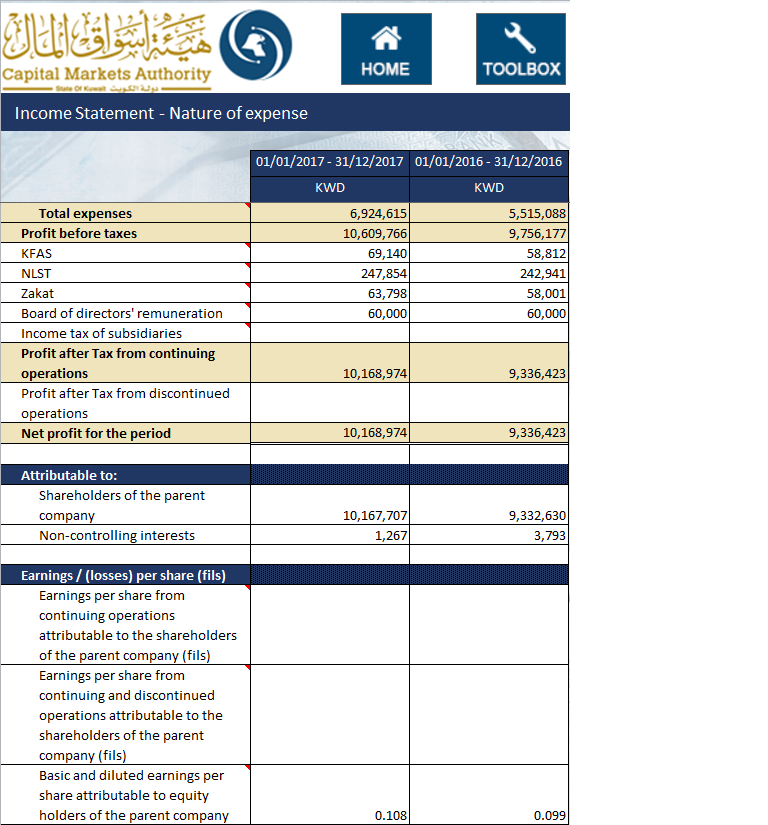 هيئة أسواق المال
Capital Markets Authority
State Of Kuwait دولة الكويت
HOME
TOOLBOX
Income Statement - Nature of expense
01/01/2017 - 31/12/2017 01/01/2016 - 31/12/2016
KWD KWD
Total expenses 6,924,615 5,515,088
Profit before taxes 10,609,766 9,756,177
KFAS 69,140 58,812
NLST 247,854 242,941
Zakat 63,798 58,001
Board of directors' remuneration 60,000 60,000
Income tax of subsidiaries
Profit after Tax from continuing
operations 10,168,974 9,336,423
Profit after Tax from discontinued
operations
Net profit for the period 10,168,974 9,336,423
Attributable to:
Shareholders of the parent
company 10,167,707 9,332,630
Non-controlling interests 1,267 3,793
Earnings / (losses) per share (fils)
Earnings per share from
continuing operations
attributable to the shareholders
of the parent company (fils)
Earnings per share from
continuing and discontinued
operations attributable to the
shareholders of the parent
company (fils)
Basic and diluted earnings per
share attributable to equity
holders of the parent company 0.108 0.099